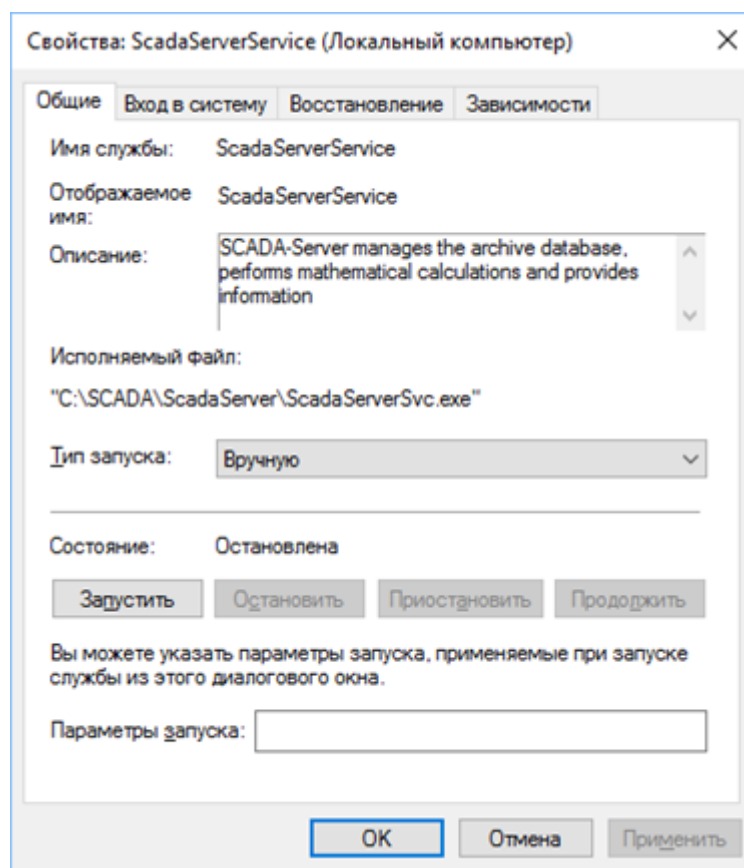 Свойства: ScadaServerService (Локальный компьютер)
Общие Вход в систему Восстановление Зависимости
Имя службы: ScadaServerService
Отображаемое
имя: ScadaServerService
Описание: SCADA-Server manages the archive database,
performs mathematical calculations and provides
information
Исполняемый файл:
"C:\SCADA\ScadaServer\ScadaServerSvc.exe"
Тип запуска: Вручную
Состояние: Остановлена
Запустить Остановить Приостановить Продолжить
Вы можете указать параметры запуска, применяемые при запуске
службы из этого диалогового окна.
Параметры запуска:
OK Отмена Применить